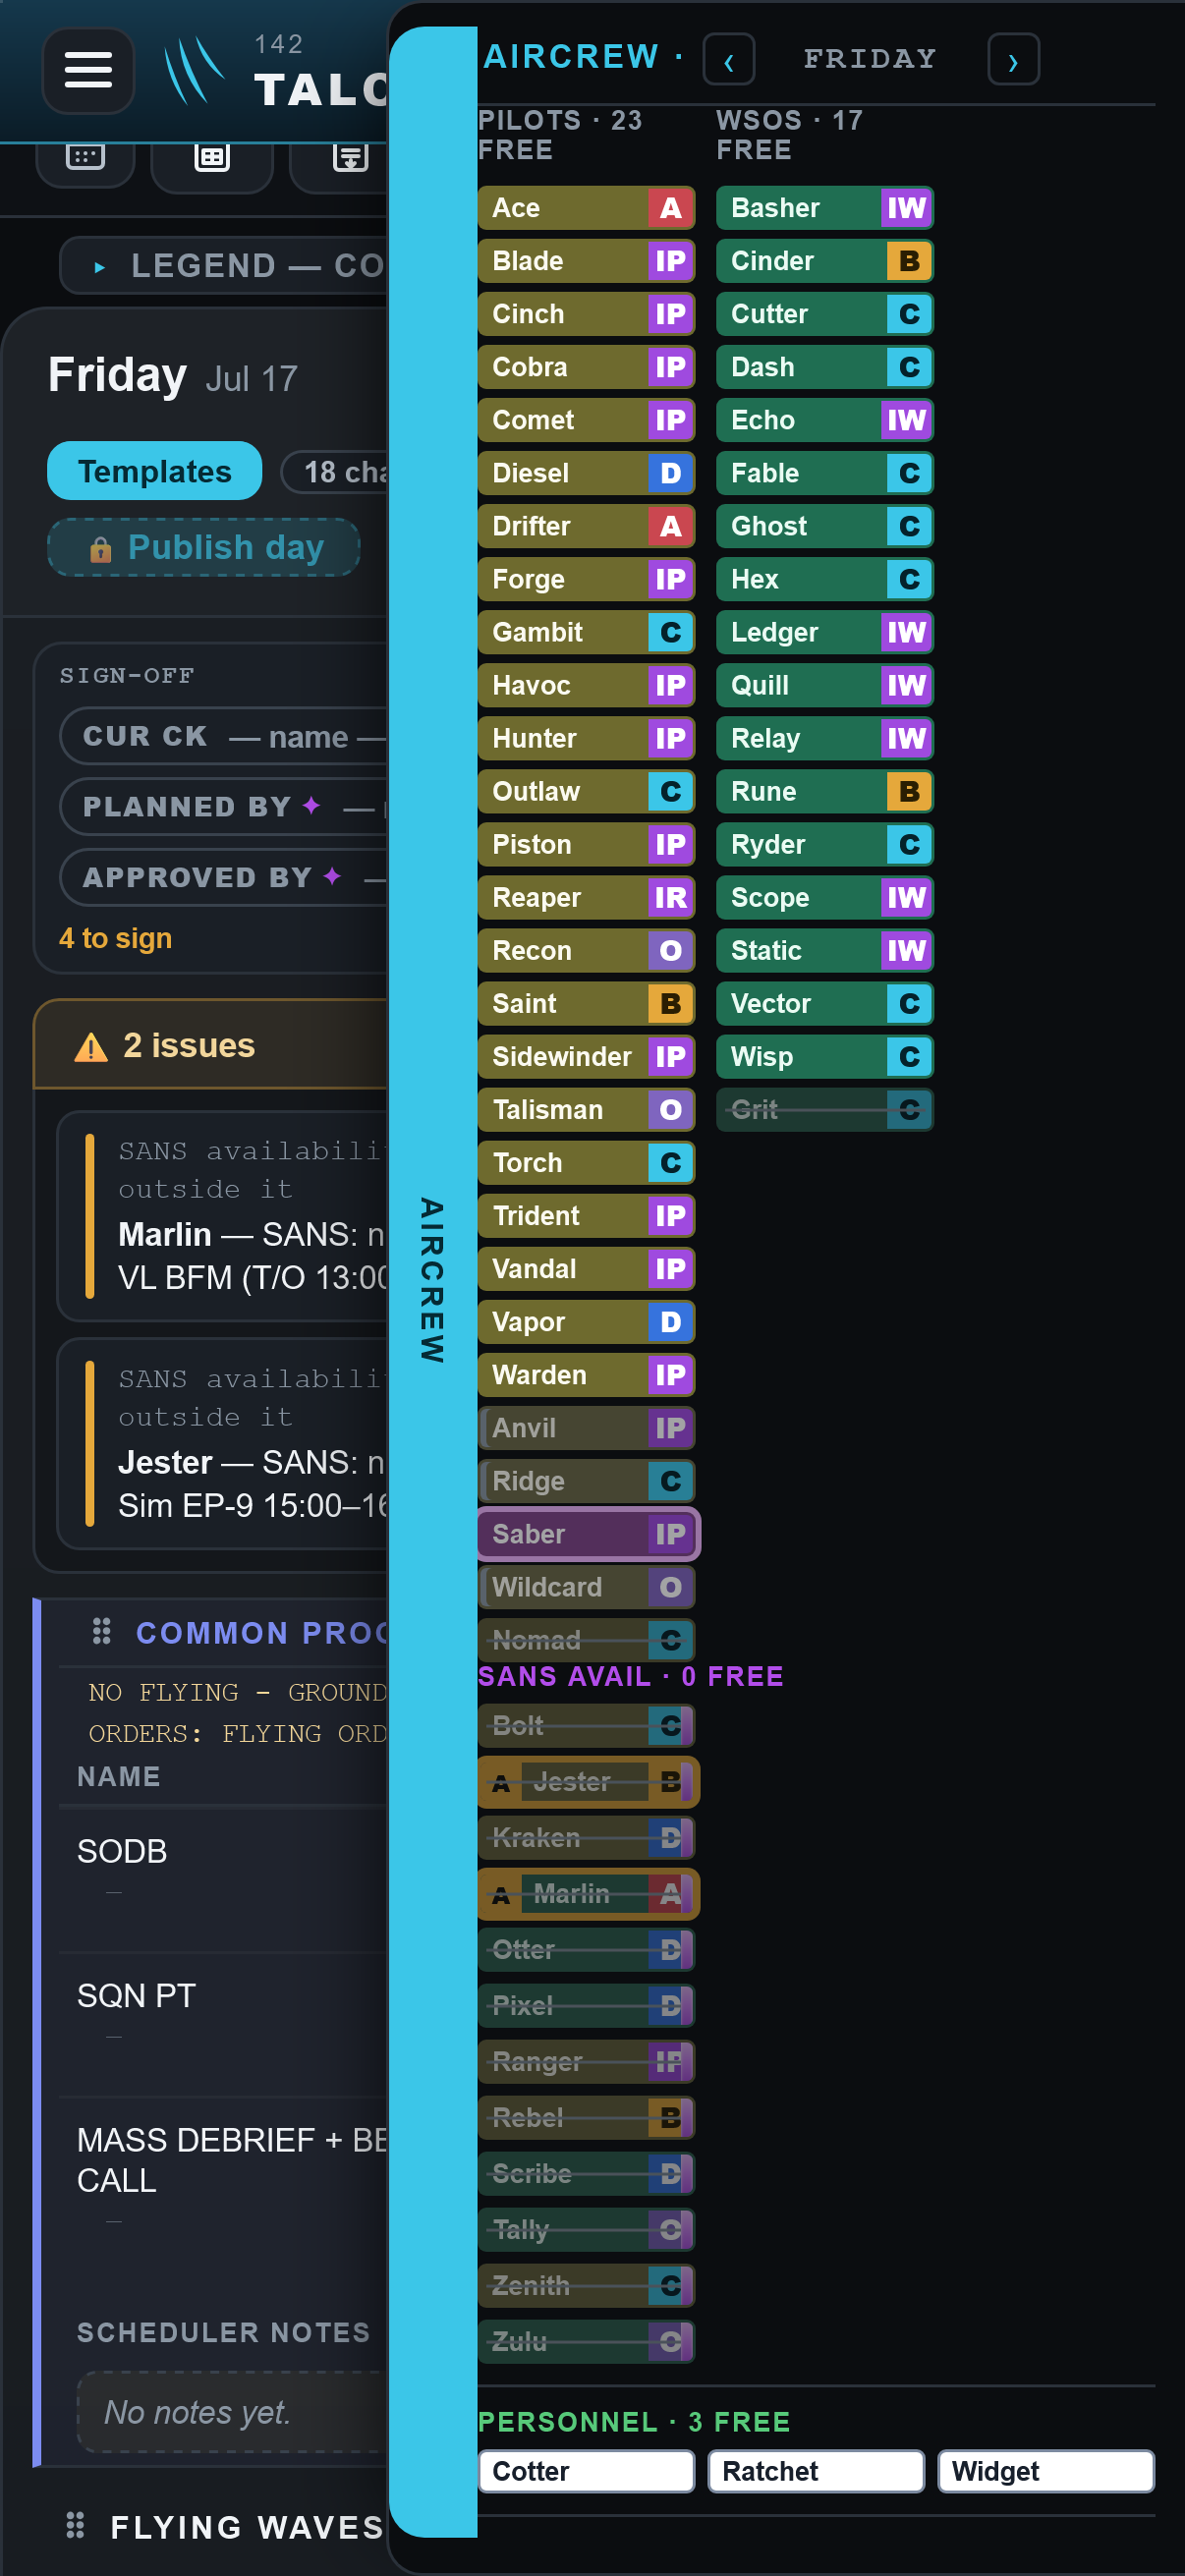 142
TALC
LEGEND — CO
Friday Jul 17
Templates
18 cha
Publish day
SIGN-OFF
CUR CK — name —
PLANNED BY ✦ —
APPROVED BY ✦ —
4 to sign
2 issues
SANS availabili
outside it
Marlin — SANS: n
VL BFM (T/O 13:00
SANS availabili
outside it
Jester — SANS: n
Sim EP-9 15:00–16
COMMON PROC
NO FLYING - GROUND
ORDERS: FLYING ORD
NAME
SODB
—
SQN PT
—
MASS DEBRIEF + BE
CALL
—
SCHEDULER NOTES
No notes yet.
FLYING WAVES
AIRCREW
AIRCREW · ‹ FRIDAY ›
PILOTS · 23
FREE
Ace A
Blade IP
Cinch IP
Cobra IP
Comet IP
Diesel D
Drifter A
Forge IP
Gambit C
Havoc IP
Hunter IP
Outlaw C
Piston IP
Reaper IR
Recon O
Saint B
Sidewinder IP
Talisman O
Torch C
Trident IP
Vandal IP
Vapor D
Warden IP
Anvil IP
Ridge C
Saber IP
Wildcard O
Nomad C
WSOS · 17
FREE
Basher IW
Cinder B
Cutter C
Dash C
Echo IW
Fable C
Ghost C
Hex C
Ledger IW
Quill IW
Relay IW
Rune B
Ryder C
Scope IW
Static IW
Vector C
Wisp C
Grit C
SANS AVAIL · 0 FREE
Bolt C
A Jester B
Kraken D
A Marlin A
Otter D
Pixel D
Ranger IP
Rebel B
Scribe D
Tally O
Zenith C
Zulu O
PERSONNEL · 3 FREE
Cotter
Ratchet
Widget